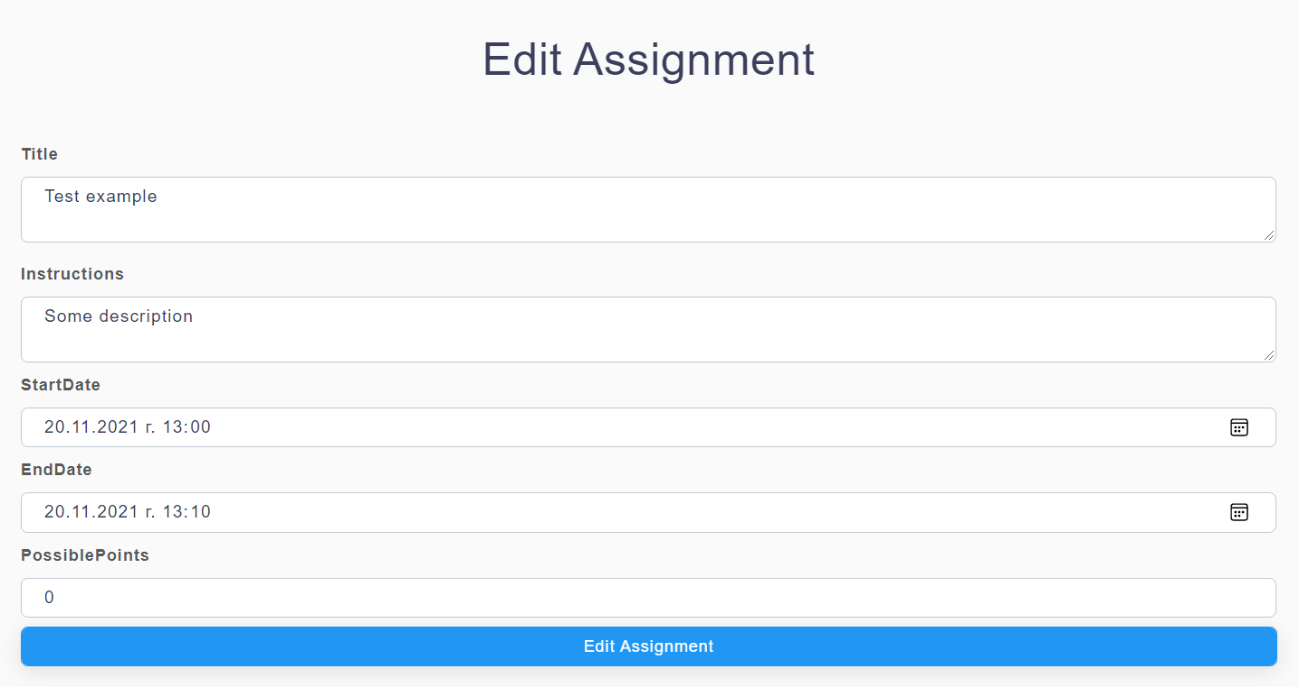 Edit Assignment
Title
Test example
Instructions
Some description
StartDate
20.11.2021 г. 13:00
EndDate
20.11.2021 г. 13:10
PossiblePoints
0
Edit Assignment